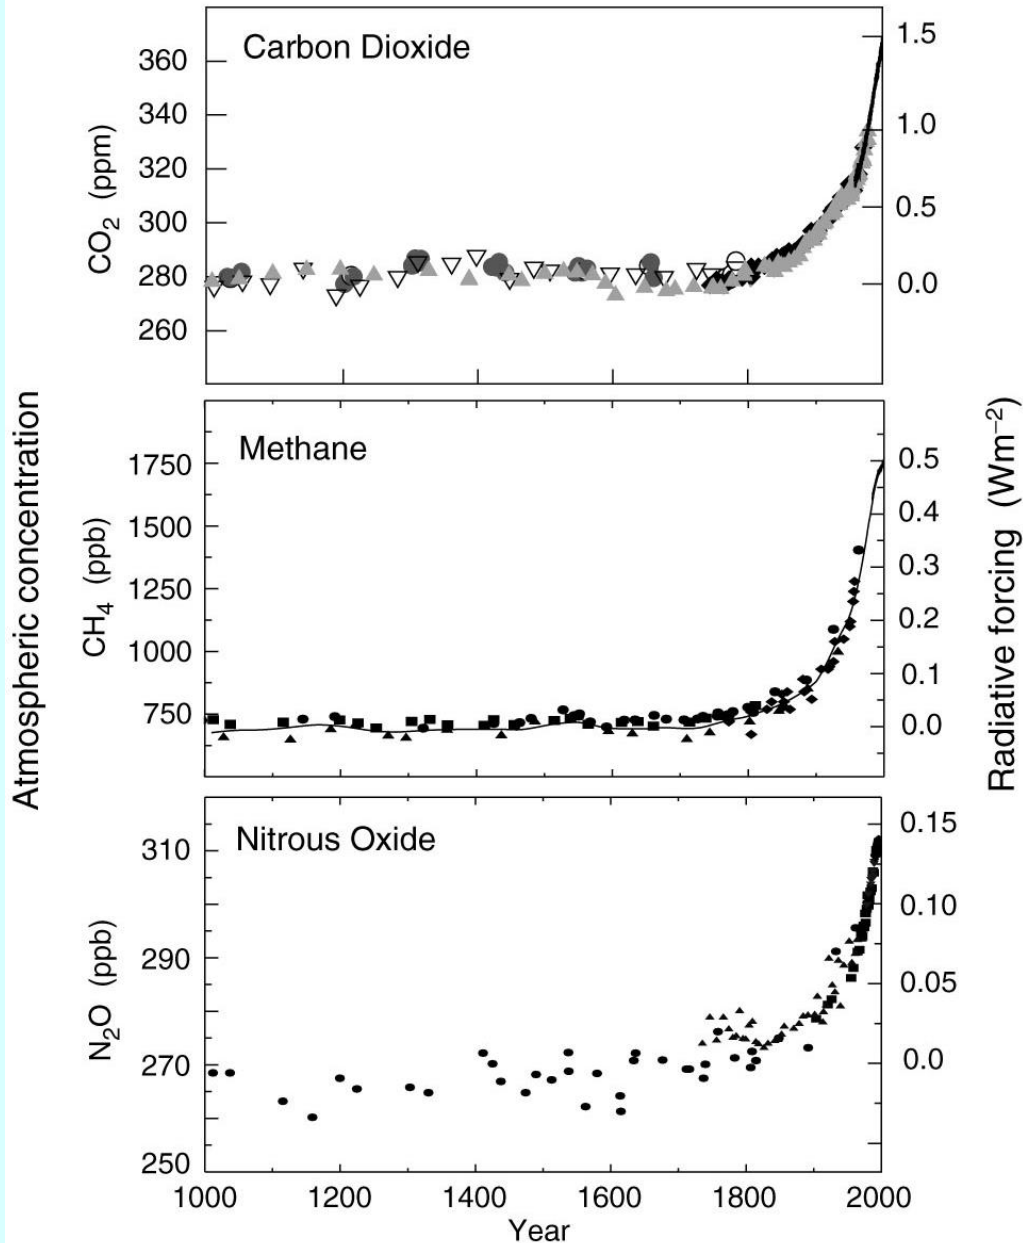 Atmospheric concentration
Radiative forcing (Wm⁻²)
Carbon Dioxide
CO₂ (ppm)
360
340
320
300
280
260
1.5
1.0
0.5
0.0
Methane
CH₄ (ppb)
1750
1500
1250
1000
750
0.5
0.4
0.3
0.2
0.1
0.0
Nitrous Oxide
N₂O (ppb)
310
290
270
250
0.15
0.10
0.05
0.0
1000 1200 1400 1600 1800 2000
Year